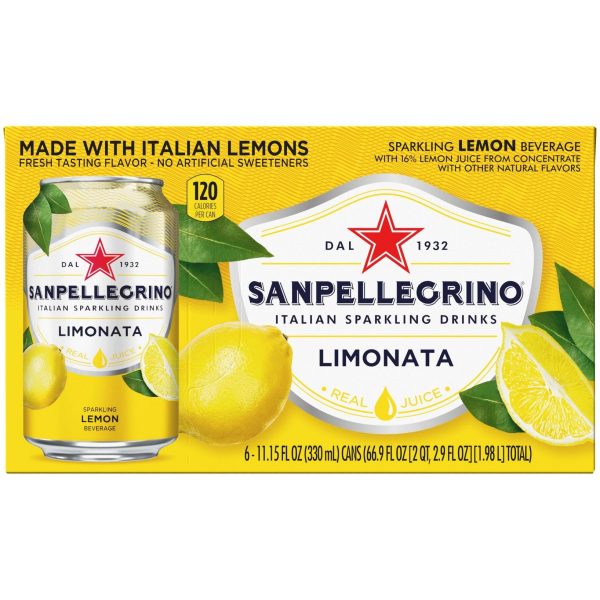 MADE WITH ITALIAN LEMONS
FRESH TASTING FLAVOR - NO ARTIFICIAL SWEETENERS
SPARKLING LEMON BEVERAGE
WITH 16% LEMON JUICE FROM CONCENTRATE
WITH OTHER NATURAL FLAVORS
120
CALORIES
PER CAN
DAL 1932
SANPELLEGRINO
ITALIAN SPARKLING DRINKS
LIMONATA
• REAL JUICE •
SPARKLING
LEMON
BEVERAGE
DAL 1932
SANPELLEGRINO®
ITALIAN SPARKLING DRINKS
LIMONATA
• REAL JUICE •
6 - 11.15 FL OZ (330 mL) CANS (66.9 FL OZ [2 QT, 2.9 FL OZ] [1.98 L] TOTAL)